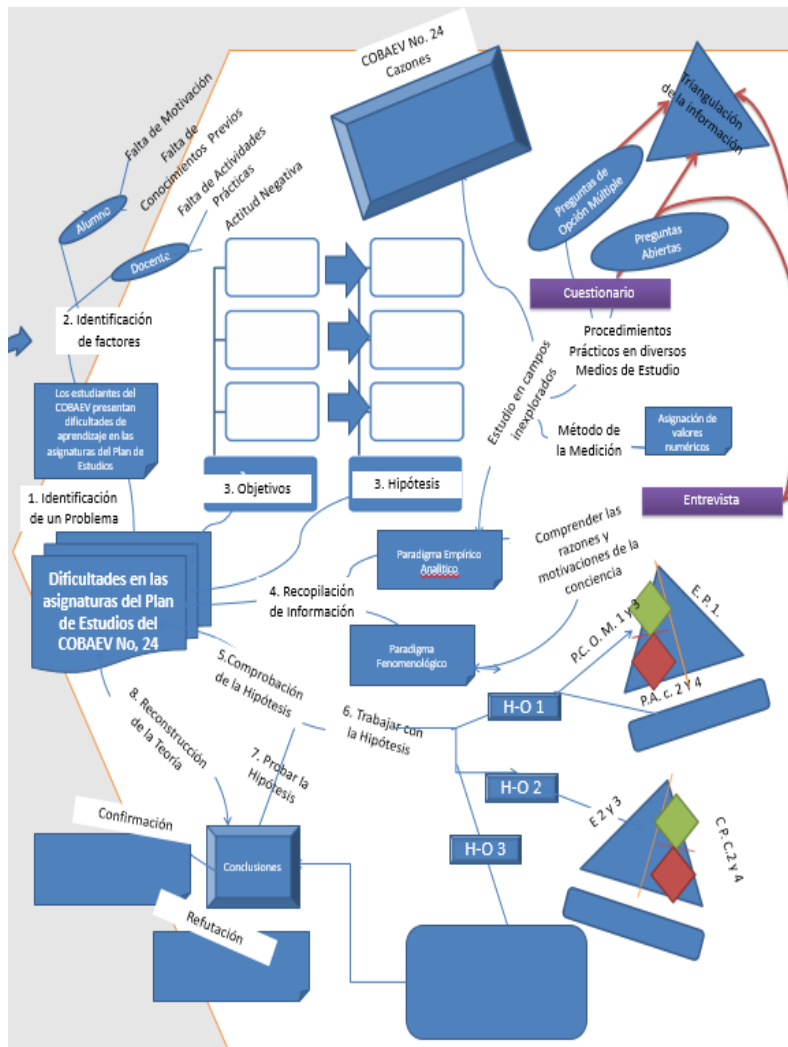 COBAEV No. 24
Cazones
Triangulación
de la información
Falta de Motivación
Falta de
Conocimientos Previos
Falta de Actividades
Prácticas
Actitud Negativa
Alumno
Docente
Preguntas de
Opción Múltiple
Preguntas
Abiertas
Cuestionario
2. Identificación
de factores
Procedimientos
Prácticos en diversos
Medios de Estudio
Estudio en campos
inexplorados
Los estudiantes del
COBAEV presentan
dificultades de
aprendizaje en las
asignaturas del Plan de
Estudios
Método de
la Medición
Asignación de
valores
numéricos
1. Identificación
de un Problema
3. Objetivos
3. Hipótesis
Entrevista
Dificultades en las
asignaturas del Plan
de Estudios del
COBAEV No, 24
Paradigma Empírico
Analítico
Comprender las
razones y
motivaciones de la
conciencia
4. Recopilación
de Información
Paradigma
Fenomenológico
P.C. O. M. 1 y 3
E. P. 1.
P.A. c. 2 Y 4
5.Comprobación
de la Hipótesis
6. Trabajar con
la Hipótesis
H-O 1
8. Reconstrucción
de la Teoría
7. Probar la
Hipótesis
H-O 2
E 2 y 3
C P. C.2 y 4
H-O 3
Confirmación
Conclusiones
Refutación